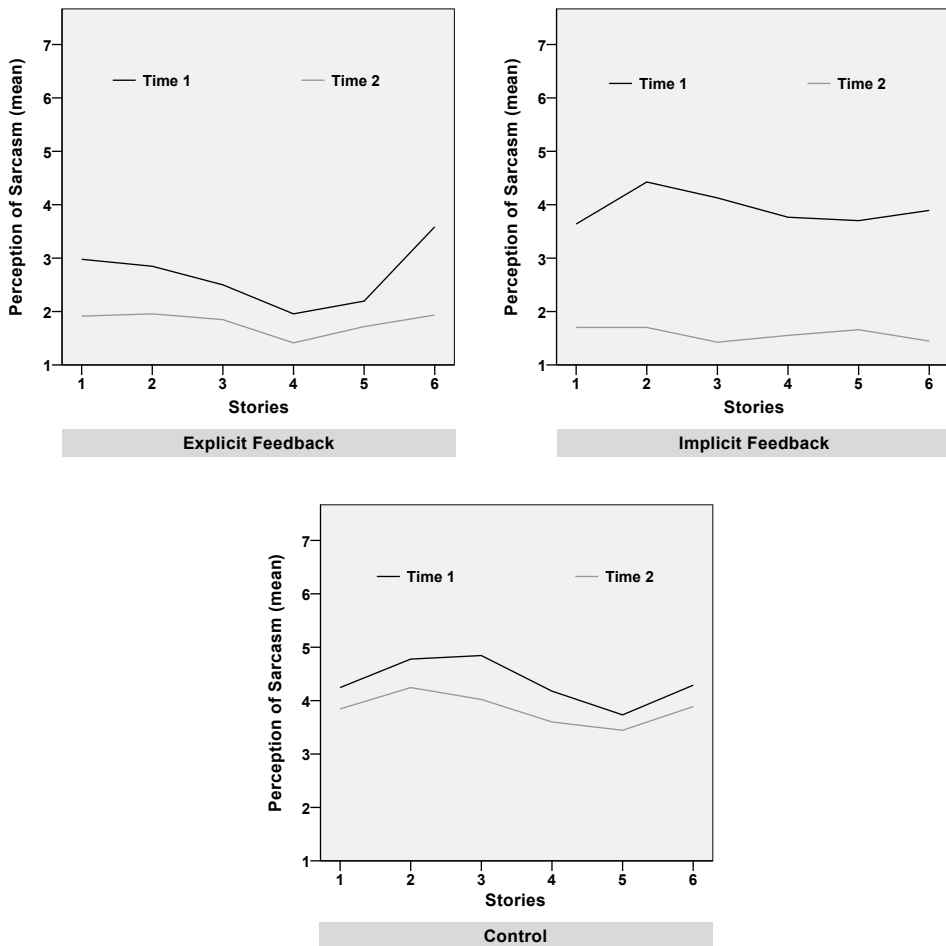 Perception of Sarcasm (mean)
7
6
5
4
3
2
1
Time 1 Time 2
1 2 3 4 5 6
Stories
Explicit Feedback
Perception of Sarcasm (mean)
7
6
5
4
3
2
1
Time 1 Time 2
1 2 3 4 5 6
Stories
Implicit Feedback
Perception of Sarcasm (mean)
7
6
5
4
3
2
1
Time 1 Time 2
1 2 3 4 5 6
Stories
Control